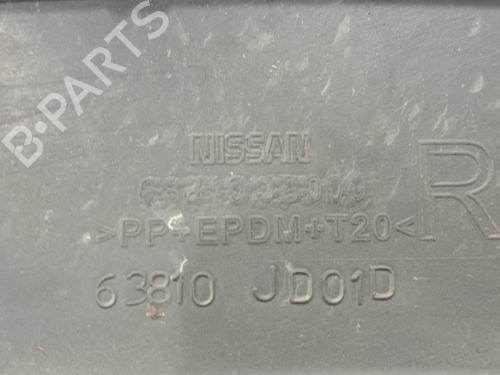 B-PARTS
NISSAN
>PP+EPDM+T20<
R
63810 JD01D